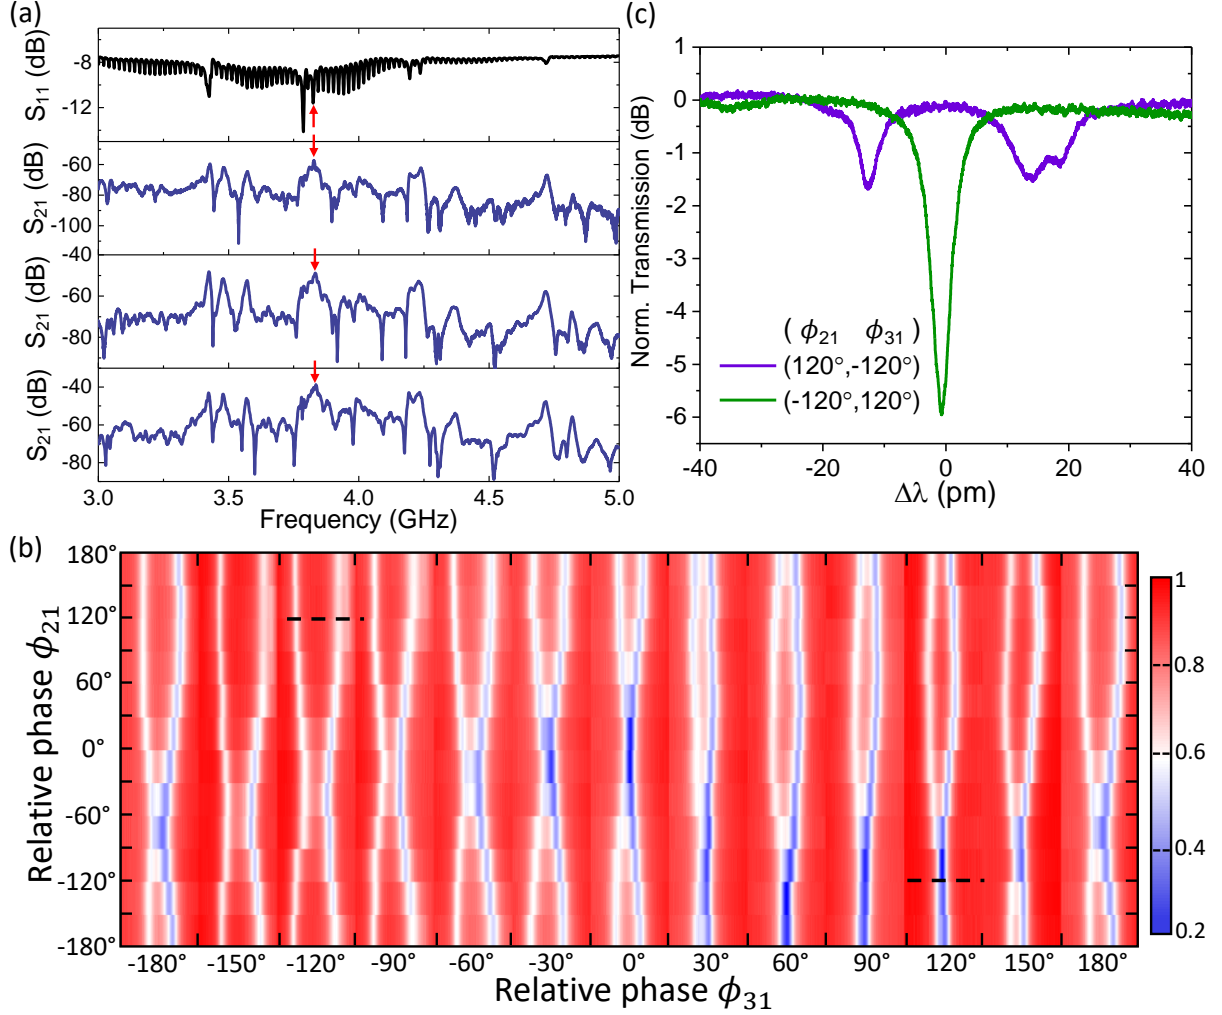 (a)
S11 (dB)
-8
-12
S21 (dB)
-60
-80
-100
S21 (dB)
-40
-60
-80
S21 (dB)
-40
-60
-80
3.0 3.5 4.0 4.5 5.0
Frequency (GHz)
(c)
Norm. Transmission (dB)
1
0
-1
-2
-3
-4
-5
-6
( ϕ21 ϕ31 )
(120°,-120°)
(-120°,120°)
-40 -20 0 20 40
Δλ (pm)
(b)
Relative phase ϕ21
180°
120°
60°
0°
-60°
-120°
-180°
-180° -150° -120° -90° -60° -30° 0° 30° 60° 90° 120° 150° 180°
Relative phase ϕ31
1
0.8
0.6
0.4
0.2